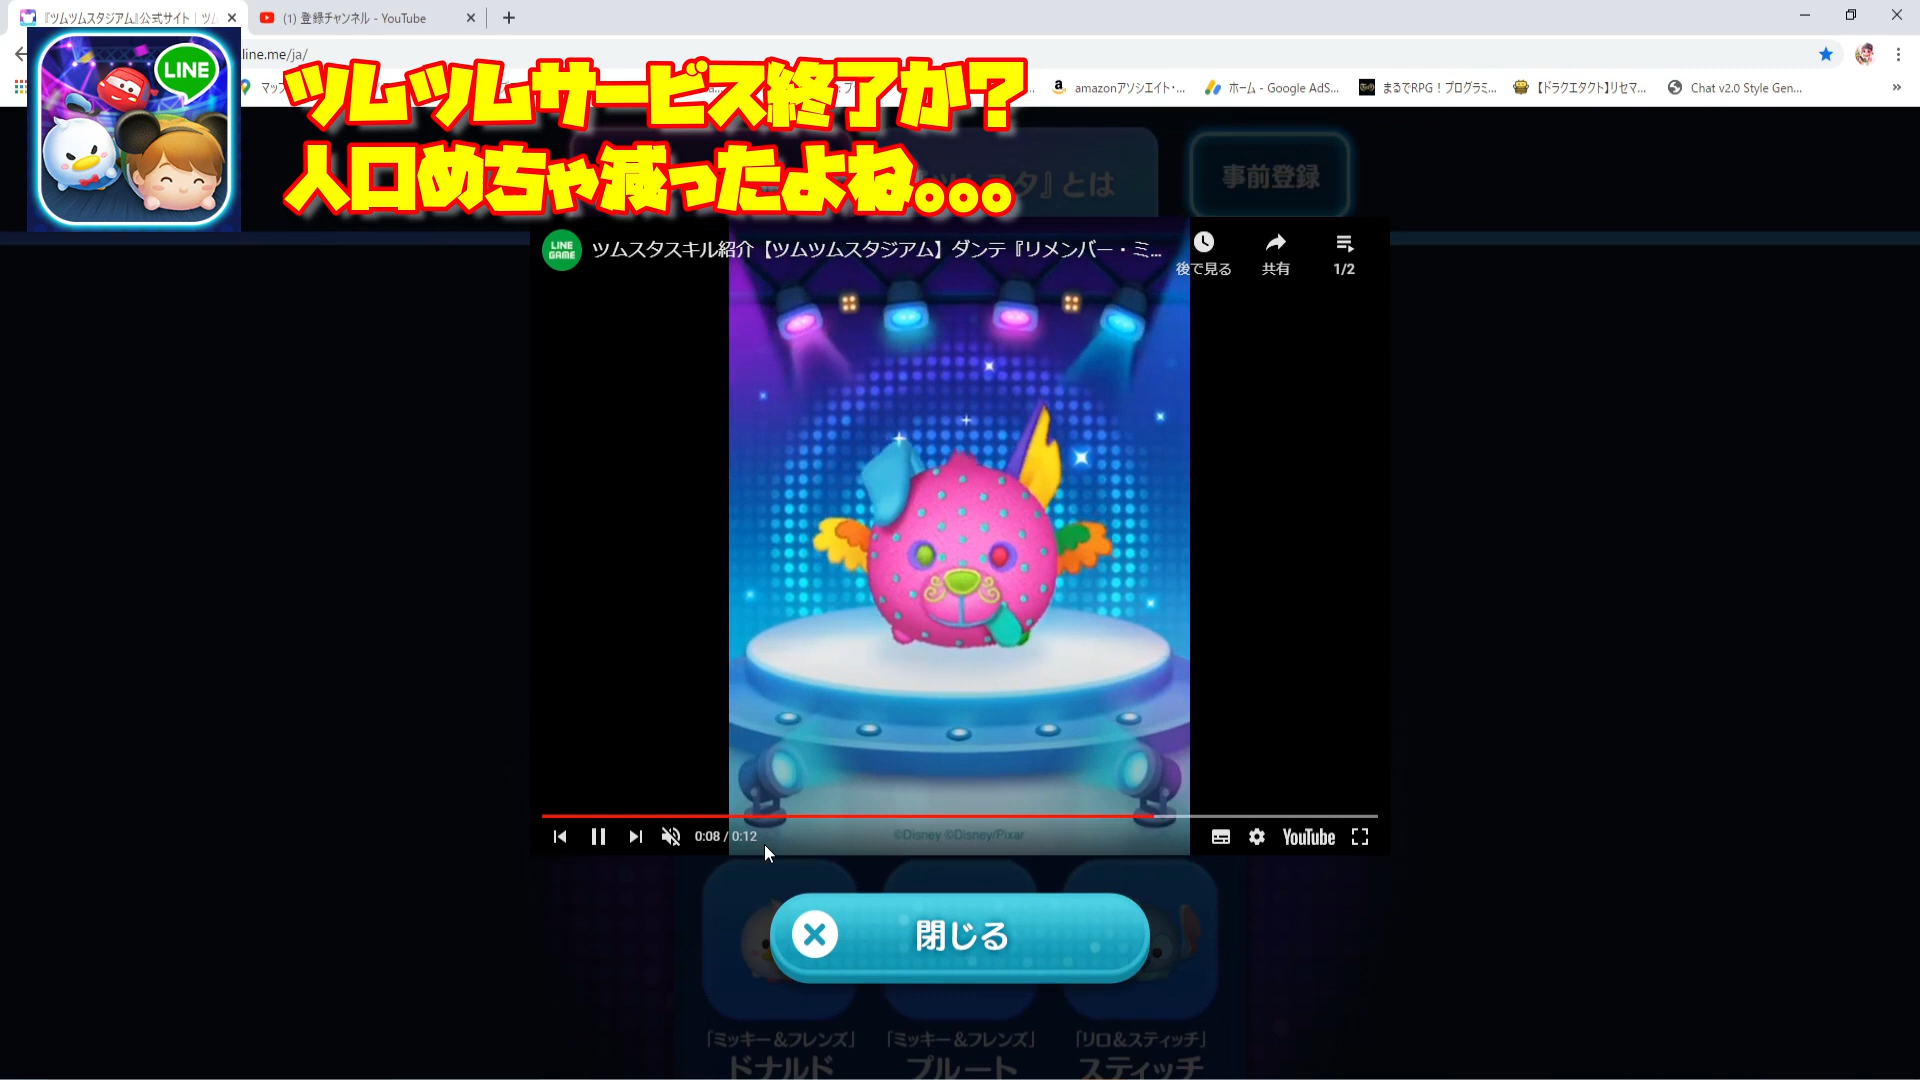 『ツムツムスタジアム』公式サイト｜ツム
(1) 登録チャンネル - YouTube
line.me/ja/
LINE
ツムツムサービス終了か？
人口めちゃ減ったよね。。。
マップ
amazonアソシエイト・...
ホーム - Google AdS...
まるでRPG！プログラミ...
【ドラクエタクト】リセマ...
Chat v2.0 Style Gen...
»
『ツムスタ』とは
事前登録
LINE GAME
ツムスタスキル紹介【ツムツムスタジアム】ダンテ『リメンバー・ミ...
後で見る
共有
1/2
©Disney ©Disney/Pixar
0:08 / 0:12
YouTube
閉じる
「ミッキー＆フレンズ」
ドナルド
「ミッキー＆フレンズ」
プルート
「リロ＆スティッチ」
スティッチ